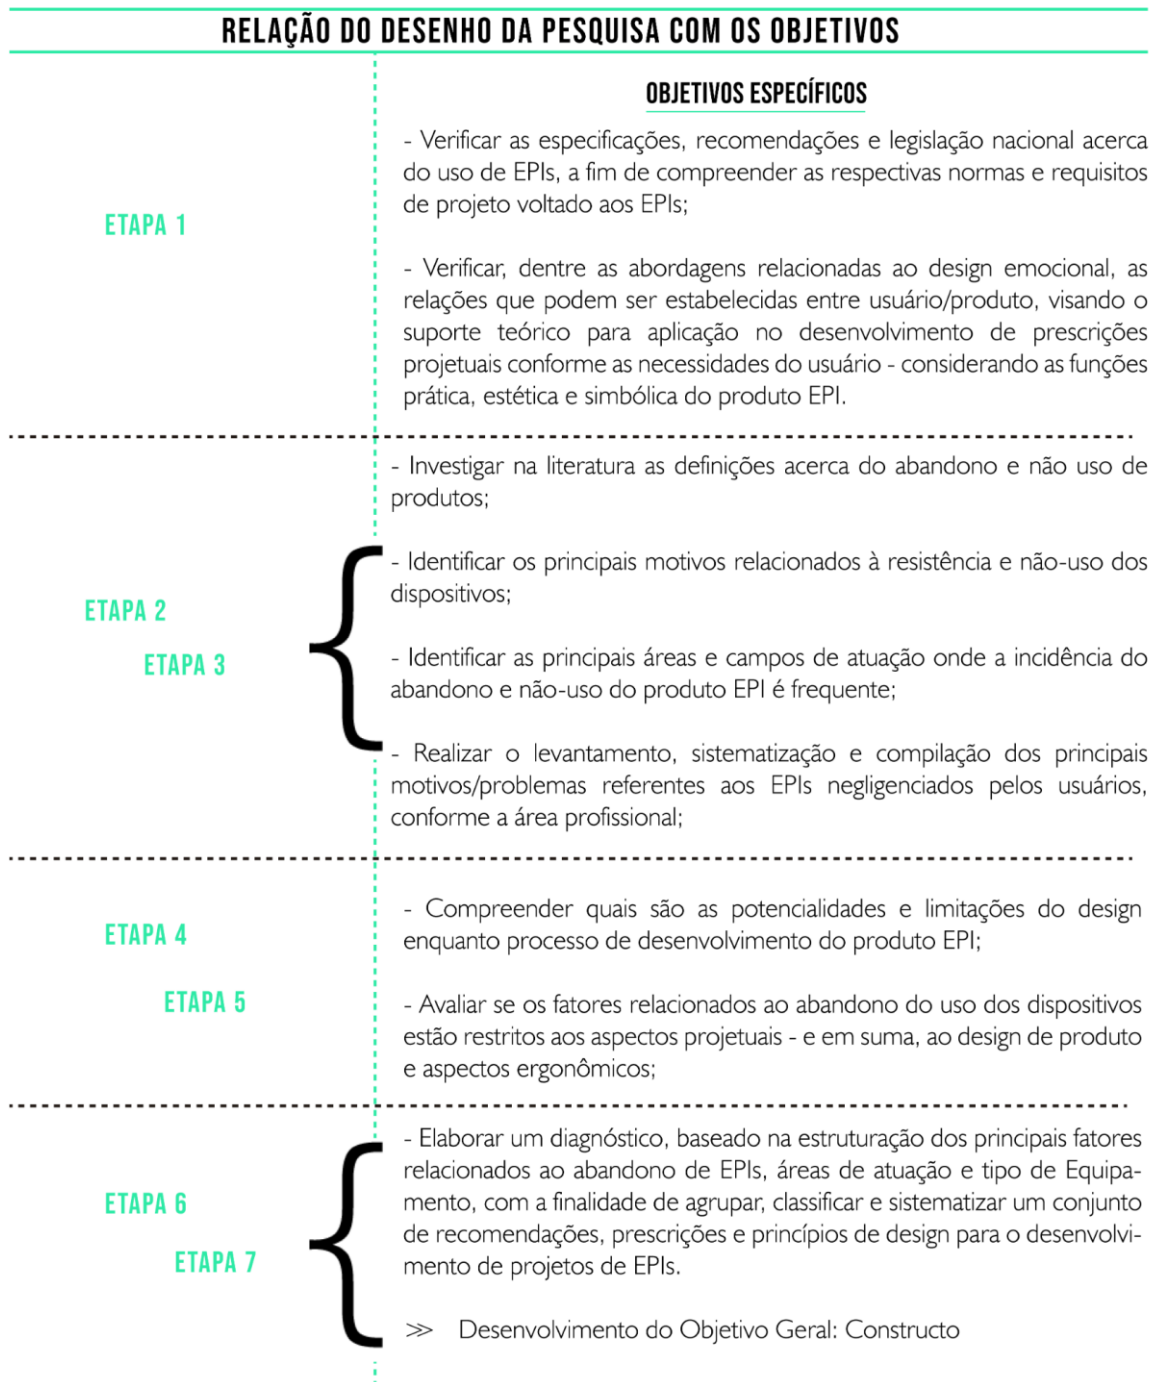 RELAÇÃO DO DESENHO DA PESQUISA COM OS OBJETIVOS
OBJETIVOS ESPECÍFICOS
ETAPA 1
- Verificar as especificações, recomendações e legislação nacional acerca
do uso de EPIs, a fim de compreender as respectivas normas e requisitos
de projeto voltado aos EPIs;
- Verificar, dentre as abordagens relacionadas ao design emocional, as
relações que podem ser estabelecidas entre usuário/produto, visando o
suporte teórico para aplicação no desenvolvimento de prescrições
projetuais conforme as necessidades do usuário - considerando as funções
prática, estética e simbólica do produto EPI.
ETAPA 2
ETAPA 3
- Investigar na literatura as definições acerca do abandono e não uso de
produtos;
- Identificar os principais motivos relacionados à resistência e não-uso dos
dispositivos;
- Identificar as principais áreas e campos de atuação onde a incidência do
abandono e não-uso do produto EPI é frequente;
- Realizar o levantamento, sistematização e compilação dos principais
motivos/problemas referentes aos EPIs negligenciados pelos usuários,
conforme a área profissional;
ETAPA 4
ETAPA 5
- Compreender quais são as potencialidades e limitações do design
enquanto processo de desenvolvimento do produto EPI;
- Avaliar se os fatores relacionados ao abandono do uso dos dispositivos
estão restritos aos aspectos projetuais - e em suma, ao design de produto
e aspectos ergonômicos;
ETAPA 6
ETAPA 7
- Elaborar um diagnóstico, baseado na estruturação dos principais fatores
relacionados ao abandono de EPIs, áreas de atuação e tipo de Equipa-
mento, com a finalidade de agrupar, classificar e sistematizar um conjunto
de recomendações, prescrições e princípios de design para o desenvolvi-
mento de projetos de EPIs.
>> Desenvolvimento do Objetivo Geral: Constructo